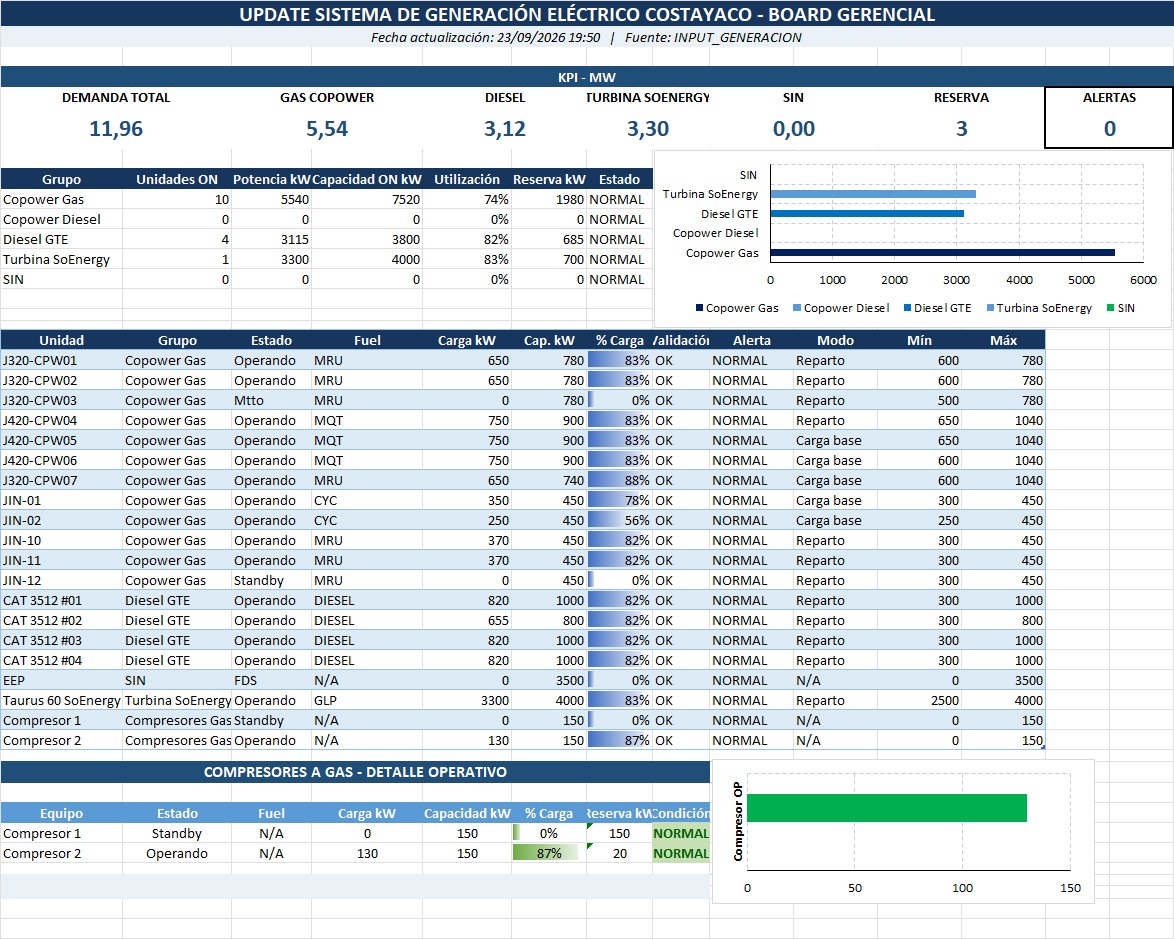 UPDATE SISTEMA DE GENERACIÓN ELÉCTRICO COSTAYACO - BOARD GERENCIAL
Fecha actualización: 23/09/2026 19:50 | Fuente: INPUT_GENERACION
KPI - MW
DEMANDA TOTAL GAS COPOWER DIESEL TURBINA SOENERGY SIN RESERVA ALERTAS
11,96 5,54 3,12 3,30 0,00 3 0
Grupo Unidades ON Potencia kW Capacidad ON kW Utilización Reserva kW Estado
Copower Gas 10 5540 7520 74% 1980 NORMAL
Copower Diesel 0 0 0 0% 0 NORMAL
Diesel GTE 4 3115 3800 82% 685 NORMAL
Turbina SoEnergy 1 3300 4000 83% 700 NORMAL
SIN 0 0 0 0% 0 NORMAL
SIN
Turbina SoEnergy
Diesel GTE
Copower Diesel
Copower Gas
0 1000 2000 3000 4000 5000 6000
Copower Gas Copower Diesel Diesel GTE Turbina SoEnergy SIN
Unidad Grupo Estado Fuel Carga kW Cap. kW % Carga Validación Alerta Modo Mín Máx
J320-CPW01 Copower Gas Operando MRU 650 780 83% OK NORMAL Reparto 600 780
J320-CPW02 Copower Gas Operando MRU 650 780 83% OK NORMAL Reparto 600 780
J320-CPW03 Copower Gas Mtto MRU 0 780 0% OK NORMAL Reparto 500 780
J420-CPW04 Copower Gas Operando MQT 750 900 83% OK NORMAL Reparto 650 1040
J420-CPW05 Copower Gas Operando MQT 750 900 83% OK NORMAL Carga base 650 1040
J420-CPW06 Copower Gas Operando MQT 750 900 83% OK NORMAL Carga base 600 1040
J320-CPW07 Copower Gas Operando MRU 650 740 88% OK NORMAL Carga base 600 1040
JIN-01 Copower Gas Operando CYC 350 450 78% OK NORMAL Carga base 300 450
JIN-02 Copower Gas Operando CYC 250 450 56% OK NORMAL Carga base 250 450
JIN-10 Copower Gas Operando MRU 370 450 82% OK NORMAL Reparto 300 450
JIN-11 Copower Gas Operando MRU 370 450 82% OK NORMAL Reparto 300 450
JIN-12 Copower Gas Standby MRU 0 450 0% OK NORMAL Reparto 300 450
CAT 3512 #01 Diesel GTE Operando DIESEL 820 1000 82% OK NORMAL Reparto 300 1000
CAT 3512 #02 Diesel GTE Operando DIESEL 655 800 82% OK NORMAL Reparto 300 800
CAT 3512 #03 Diesel GTE Operando DIESEL 820 1000 82% OK NORMAL Reparto 300 1000
CAT 3512 #04 Diesel GTE Operando DIESEL 820 1000 82% OK NORMAL Reparto 300 1000
EEP SIN FDS N/A 0 3500 0% OK NORMAL N/A 0 3500
Taurus 60 SoEnergy Turbina SoEnergy Operando GLP 3300 4000 83% OK NORMAL Reparto 2500 4000
Compresor 1 Compresores Gas Standby N/A 0 150 0% OK NORMAL N/A 0 150
Compresor 2 Compresores Gas Operando N/A 130 150 87% OK NORMAL N/A 0 150
COMPRESORES A GAS - DETALLE OPERATIVO
Equipo Estado Fuel Carga kW Capacidad kW % Carga Reserva kW Condición
Compresor 1 Standby N/A 0 150 0% 150 NORMAL
Compresor 2 Operando N/A 130 150 87% 20 NORMAL
Compresor OP
0 50 100 150